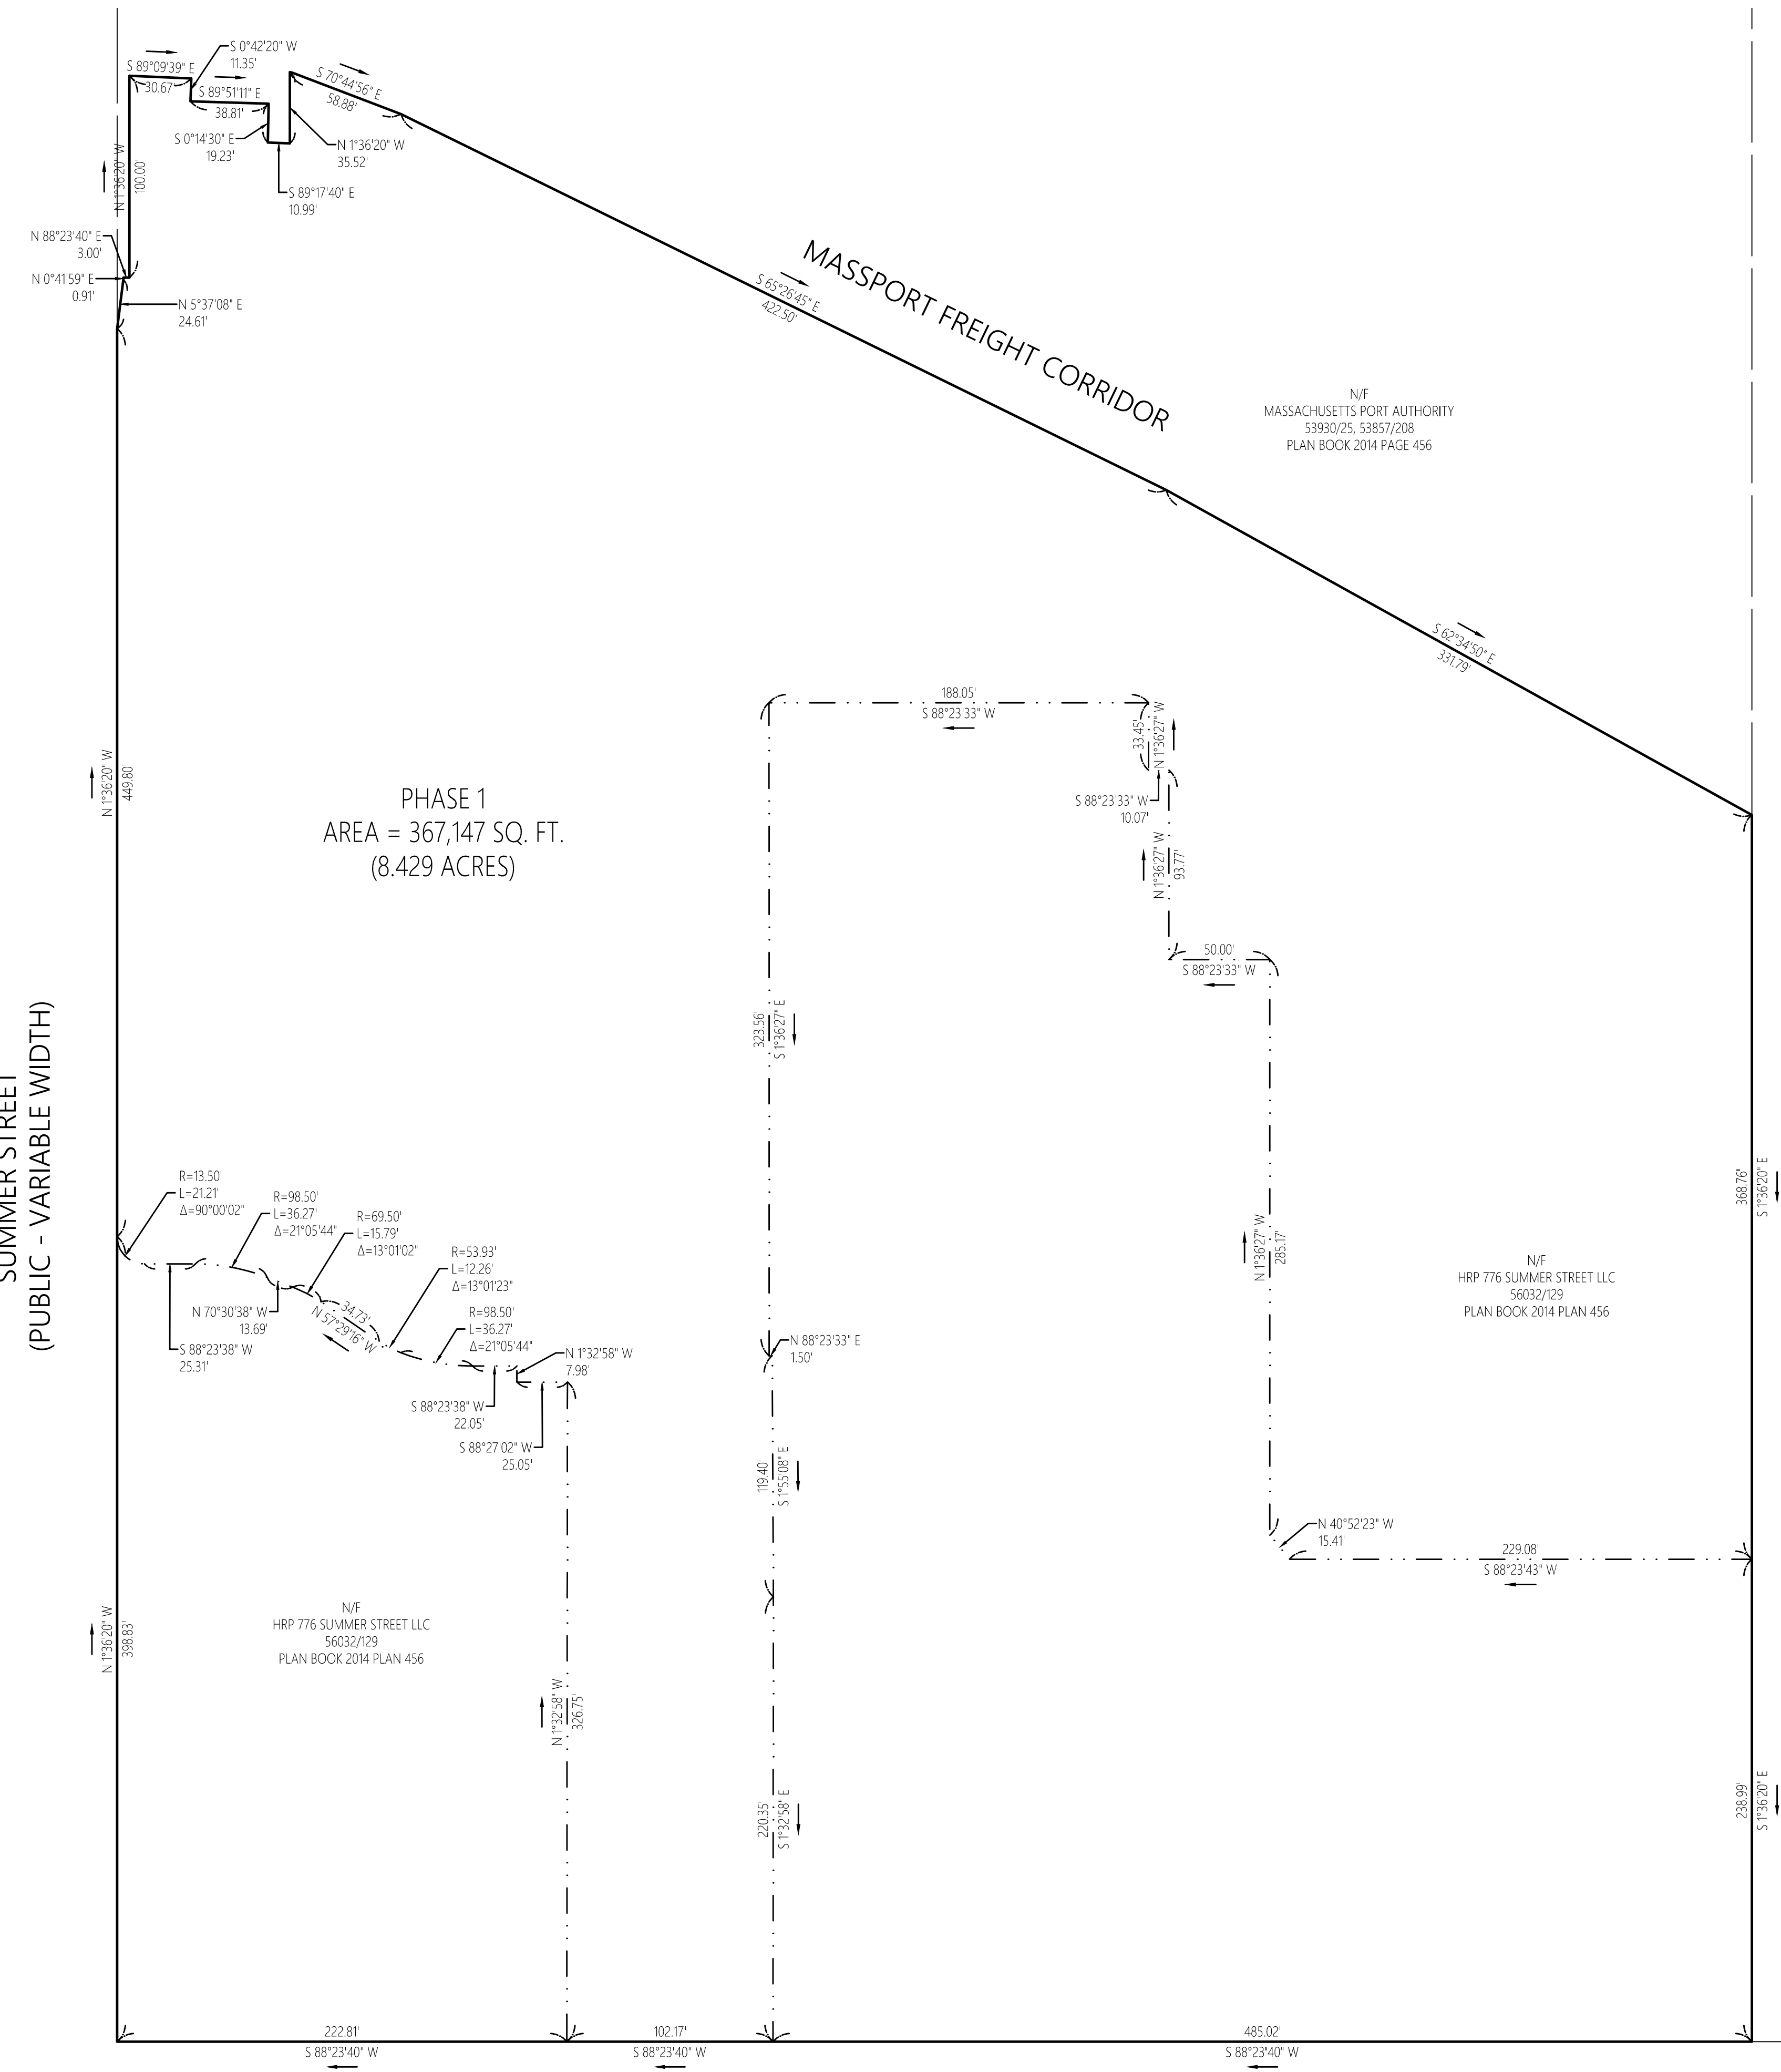 S 0°42'20" W
11.35'
S 89°09'39" E
30.67'
S 89°51'11" E
38.81'
S 70°44'56" E
58.88'
S 0°14'30" E
19.23'
N 1°36'20" W
35.52'
S 89°17'40" E
10.99'
N 1°36'20" W
100.00'
N 88°23'40" E
3.00'
N 0°41'59" E
0.91'
N 5°37'08" E
24.61'
MASSPORT FREIGHT CORRIDOR
S 65°26'45" E
422.50'
N/F
MASSACHUSETTS PORT AUTHORITY
53930/25, 53857/208
PLAN BOOK 2014 PAGE 456
S 62°34'50" E
331.79'
188.05'
S 88°23'33" W
33.45'
N 1°36'27" W
S 88°23'33" W
10.07'
N 1°36'27" W
93.77'
N 1°36'20" W
449.80'
PHASE 1
AREA = 367,147 SQ. FT.
(8.429 ACRES)
50.00'
S 88°23'33" W
323.56'
S 1°36'27" E
SUMMER STREET
(PUBLIC - VARIABLE WIDTH)
R=13.50'
L=21.21'
Δ=90°00'02"
R=98.50'
L=36.27'
Δ=21°05'44"
R=69.50'
L=15.79'
Δ=13°01'02"
R=53.93'
L=12.26'
Δ=13°01'23"
R=98.50'
L=36.27'
Δ=21°05'44"
N 70°30'38" W
13.69'
34.73'
N 57°29'16" W
S 88°23'38" W
25.31'
N 1°32'58" W
7.98'
S 88°23'38" W
22.05'
S 88°27'02" W
25.05'
N 88°23'33" E
1.50'
N 1°36'27" W
285.17'
368.76'
S 1°36'20" E
N/F
HRP 776 SUMMER STREET LLC
56032/129
PLAN BOOK 2014 PLAN 456
119.40'
S 1°55'08" E
N 40°52'23" W
15.41'
229.08'
S 88°23'43" W
N 1°36'20" W
398.83'
N/F
HRP 776 SUMMER STREET LLC
56032/129
PLAN BOOK 2014 PLAN 456
N 1°32'58" W
326.75'
220.35'
S 1°32'58" E
238.99'
S 1°36'20" E
222.81'
S 88°23'40" W
102.17'
S 88°23'40" W
485.02'
S 88°23'40" W